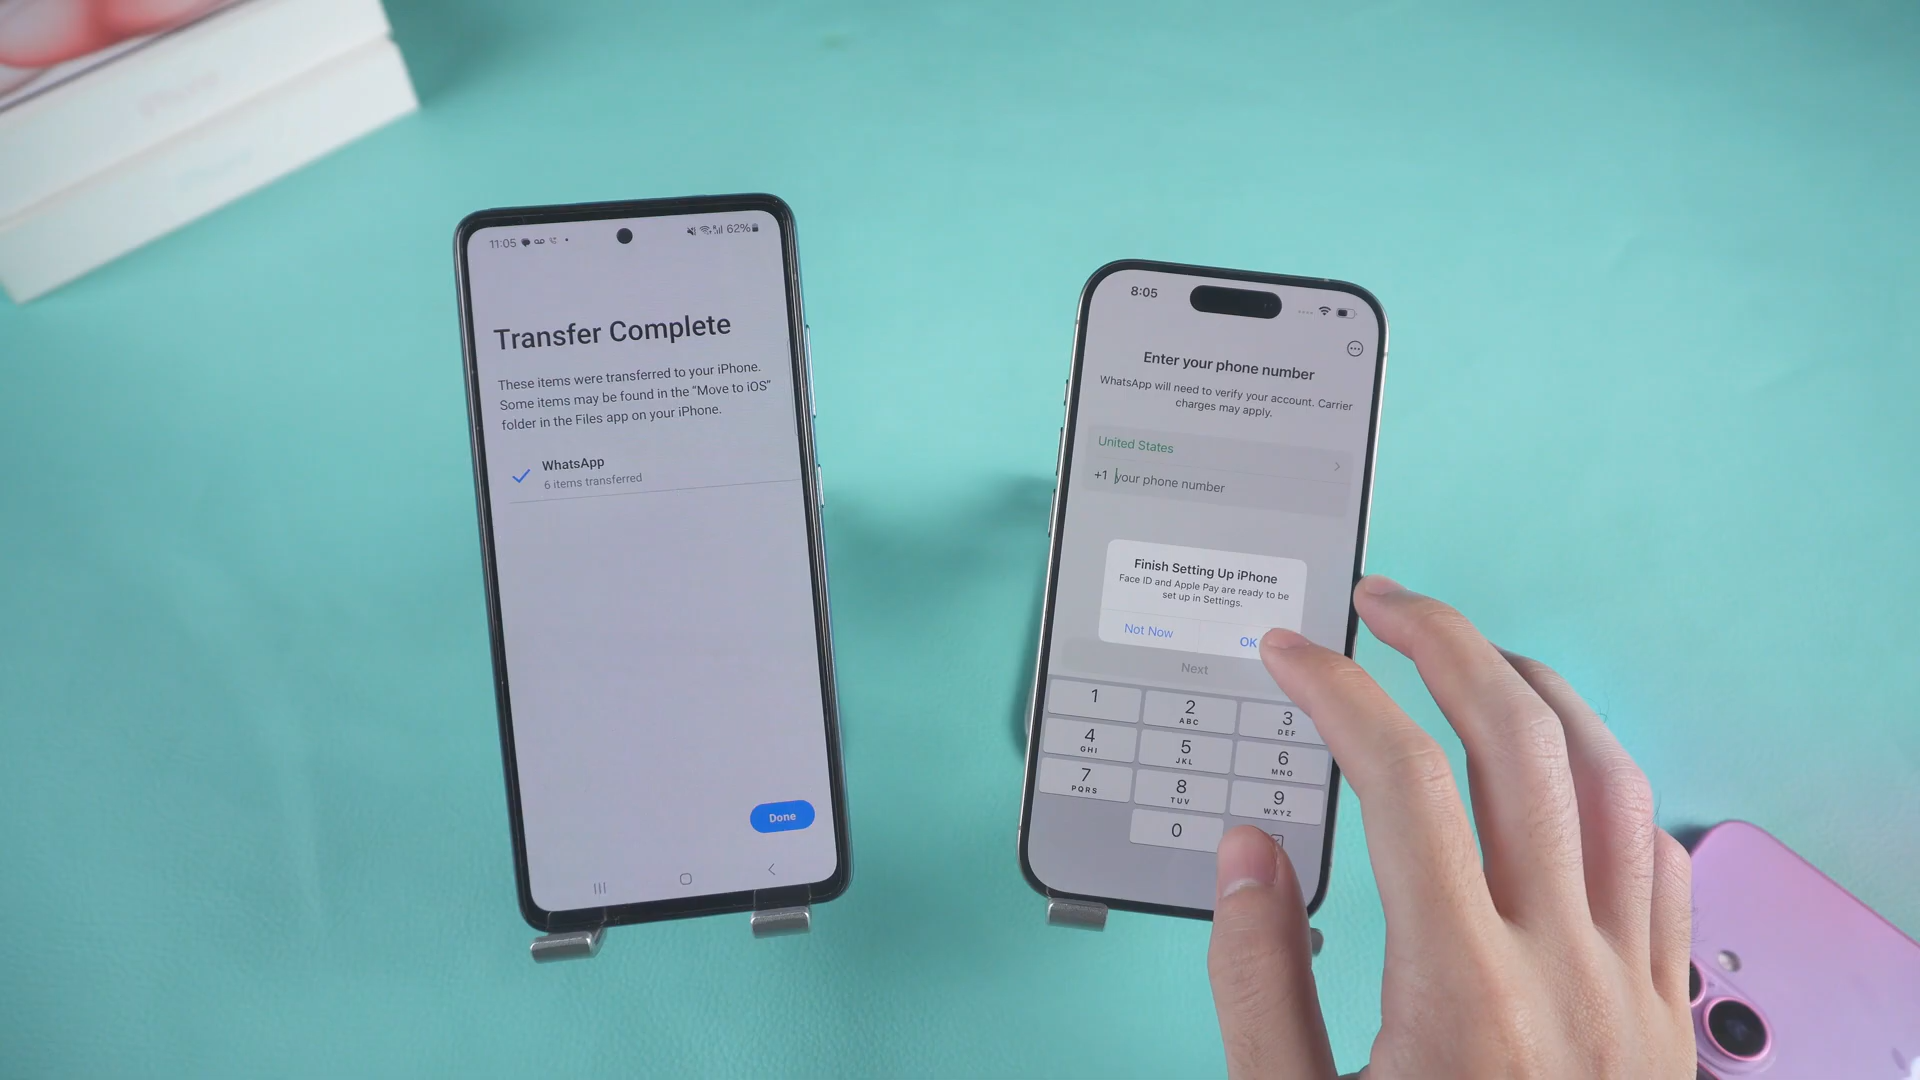 11:05
62%
Transfer Complete
These items were transferred to your iPhone.
Some items may be found in the “Move to iOS”
folder in the Files app on your iPhone.
WhatsApp
6 items transferred
Done
8:05
Enter your phone number
WhatsApp will need to verify your account. Carrier
charges may apply.
United States
+1 your phone number
Finish Setting Up iPhone
Face ID and Apple Pay are ready to be
set up in Settings.
Not Now
OK
Next
1
2
ABC
3
DEF
4
GHI
5
JKL
6
MNO
7
PQRS
8
TUV
9
WXYZ
0